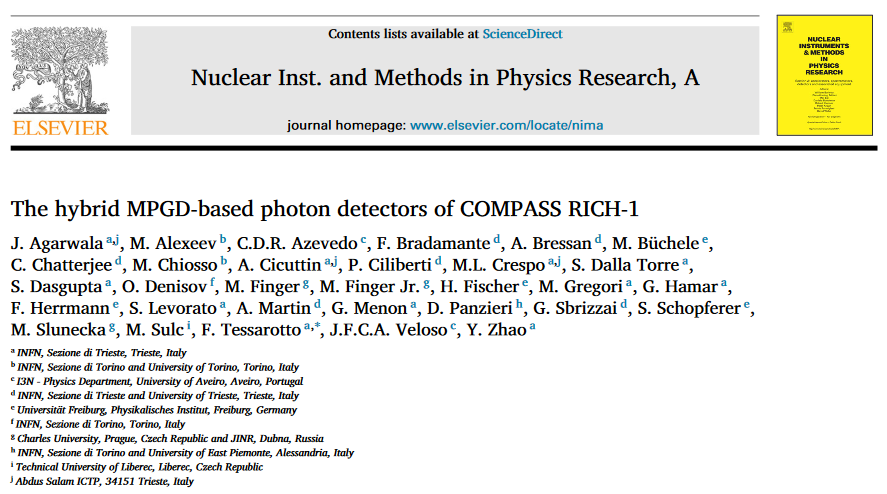 Contents lists available at ScienceDirect
Nuclear Inst. and Methods in Physics Research, A
journal homepage: www.elsevier.com/locate/nima
ELSEVIER
NUCLEAR
INSTRUMENTS
& METHODS
IN
PHYSICS
RESEARCH
The hybrid MPGD-based photon detectors of COMPASS RICH-1
J. Agarwala a,j, M. Alexeev b, C.D.R. Azevedo c, F. Bradamante d, A. Bressan d, M. Büchele e,
C. Chatterjee d, M. Chiosso b, A. Cicuttin a,j, P. Ciliberti d, M.L. Crespo a,j, S. Dalla Torre a,
S. Dasgupta a, O. Denisov f, M. Finger g, M. Finger Jr. g, H. Fischer e, M. Gregori a, G. Hamar a,
F. Herrmann e, S. Levorato a, A. Martin d, G. Menon a, D. Panzieri h, G. Sbrizzai d, S. Schopferer e,
M. Slunecka g, M. Sulc i, F. Tessarotto a,*, J.F.C.A. Veloso c, Y. Zhao a
a INFN, Sezione di Trieste, Trieste, Italy
b INFN, Sezione di Torino and University of Torino, Torino, Italy
c I3N - Physics Department, University of Aveiro, Aveiro, Portugal
d INFN, Sezione di Trieste and University of Trieste, Trieste, Italy
e Universität Freiburg, Physikalisches Institut, Freiburg, Germany
f INFN, Sezione di Torino, Torino, Italy
g Charles University, Prague, Czech Republic and JINR, Dubna, Russia
h INFN, Sezione di Torino and University of East Piemonte, Alessandria, Italy
i Technical University of Liberec, Liberec, Czech Republic
j Abdus Salam ICTP, 34151 Trieste, Italy